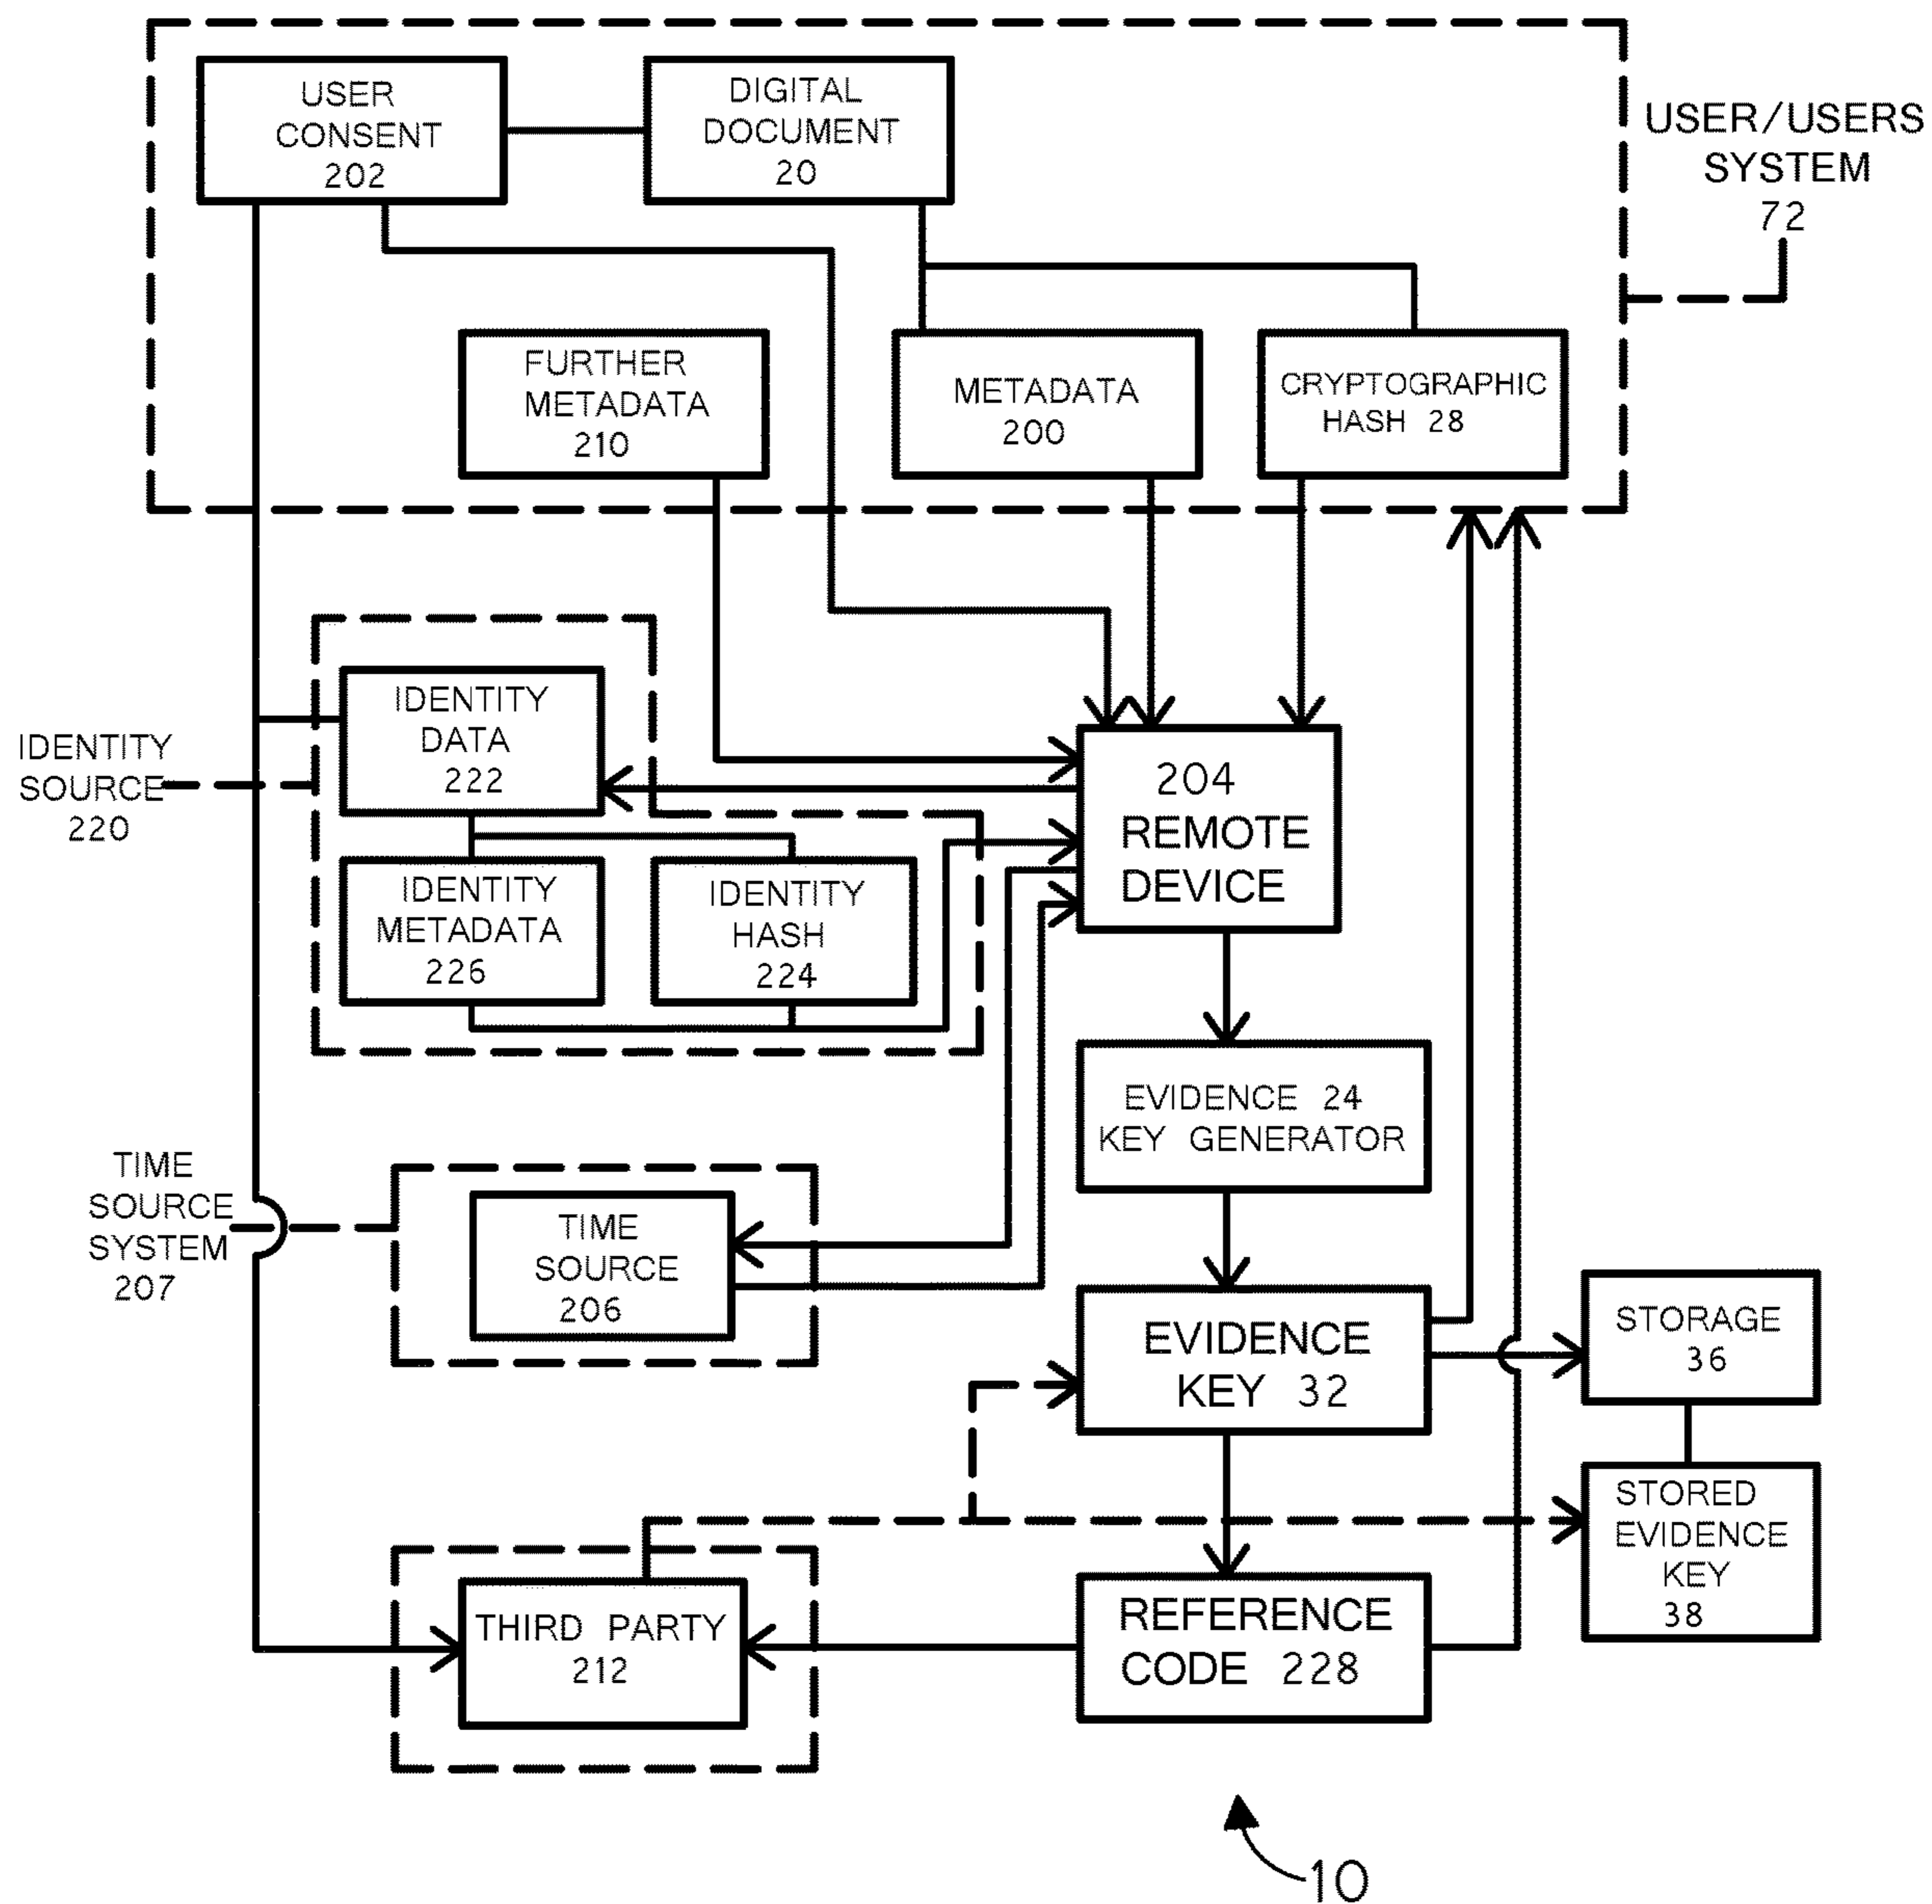 USER
CONSENT
202
DIGITAL
DOCUMENT
20
USER/USERS
SYSTEM
72
FURTHER
METADATA
210
METADATA
200
CRYPTOGRAPHIC
HASH 28
IDENTITY
SOURCE
220
IDENTITY
DATA
222
204
REMOTE
DEVICE
IDENTITY
METADATA
226
IDENTITY
HASH
224
EVIDENCE 24
KEY GENERATOR
TIME
SOURCE
SYSTEM
207
TIME
SOURCE
206
EVIDENCE
KEY 32
STORAGE
36
STORED
EVIDENCE
KEY
38
THIRD PARTY
212
REFERENCE
CODE 228
10